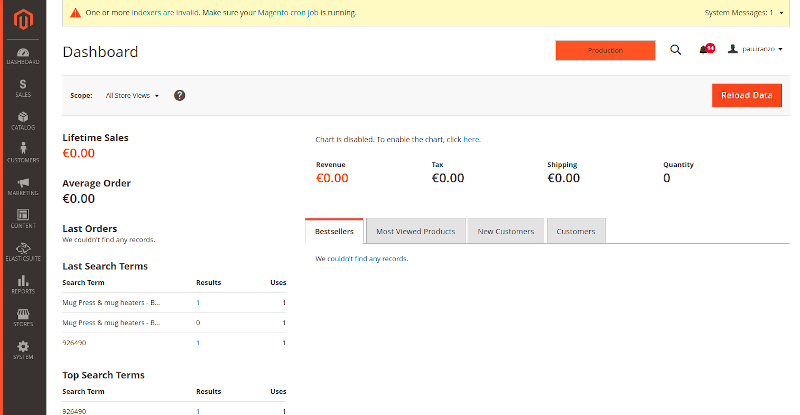 One or more indexers are invalid. Make sure your Magento cron job is running.
System Messages: 1
Dashboard
Production
14
pau.iranzo
DASHBOARD
SALES
CATALOG
CUSTOMERS
MARKETING
CONTENT
ELASTICSUITE
REPORTS
STORES
SYSTEM
Scope: All Store Views ?
Reload Data
Lifetime Sales
€0.00
Average Order
€0.00
Last Orders
We couldn't find any records.
Last Search Terms
Search Term Results Uses
Mug Press & mug heaters - B... 1 1
Mug Press & mug heaters - B... 0 1
926490 1 1
Top Search Terms
Search Term Results Uses
926490 1 1
Chart is disabled. To enable the chart, click here.
Revenue Tax Shipping Quantity
€0.00 €0.00 €0.00 0
Bestsellers Most Viewed Products New Customers Customers
We couldn't find any records.